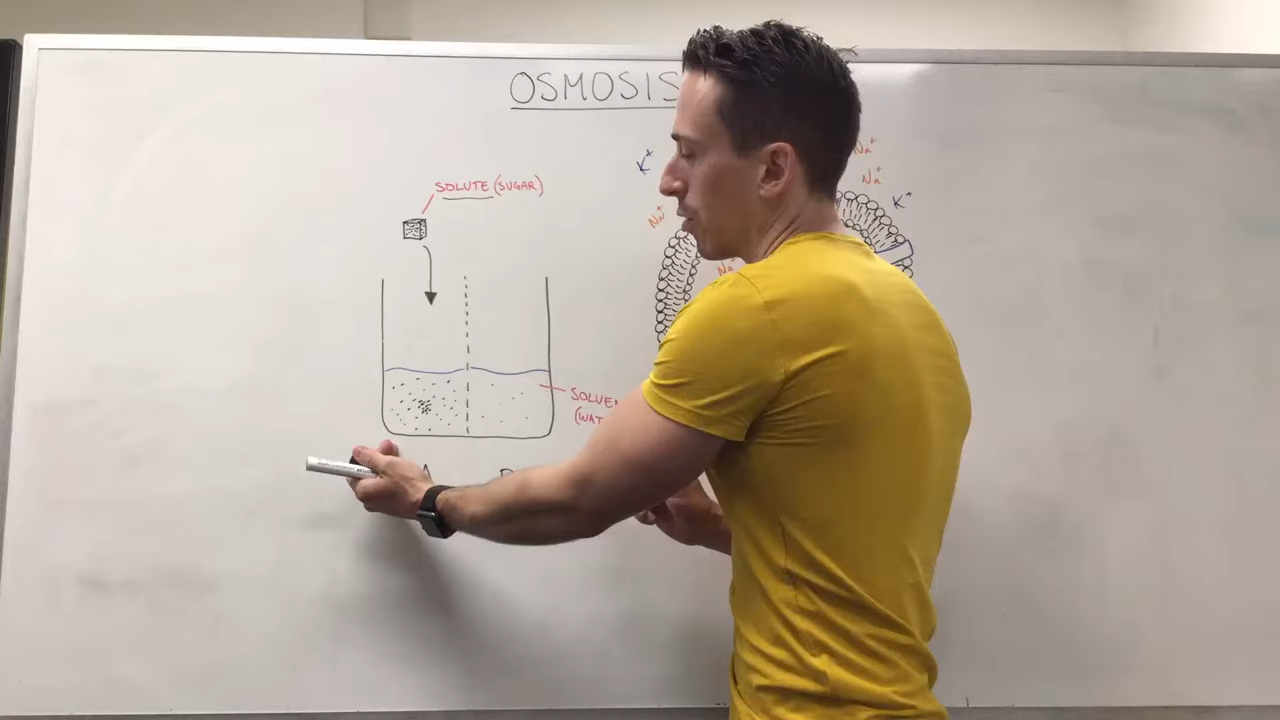 OSMOSIS
SOLUTE (SUGAR)
K⁺
Na⁺
Na⁺
Na⁺
K⁺
Na⁺
SOLVE
(WAT
A